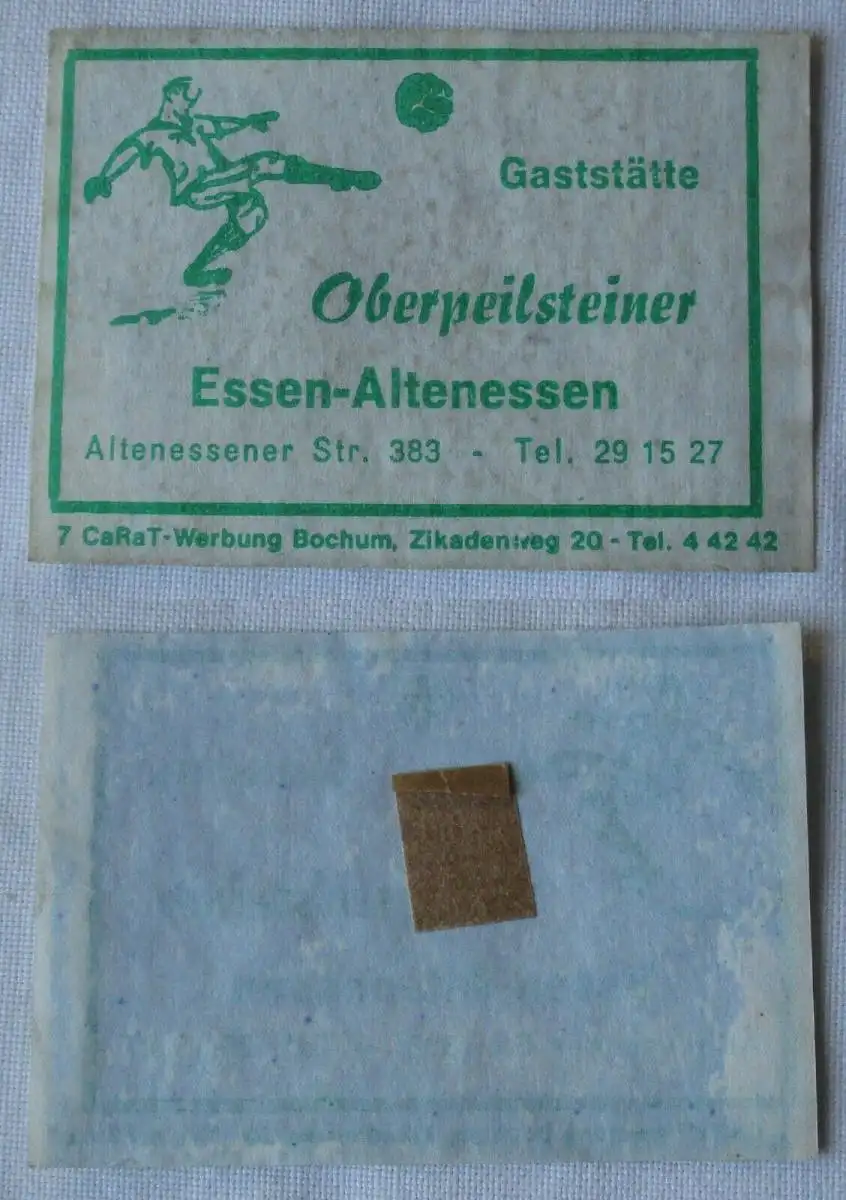 Gaststätte
Oberpeilsteiner
Essen-Altenessen
Altenessener Str. 383 - Tel. 29 15 27
7 CaRaT-Werbung Bochum, Zikadenweg 20 - Tel. 4 42 42